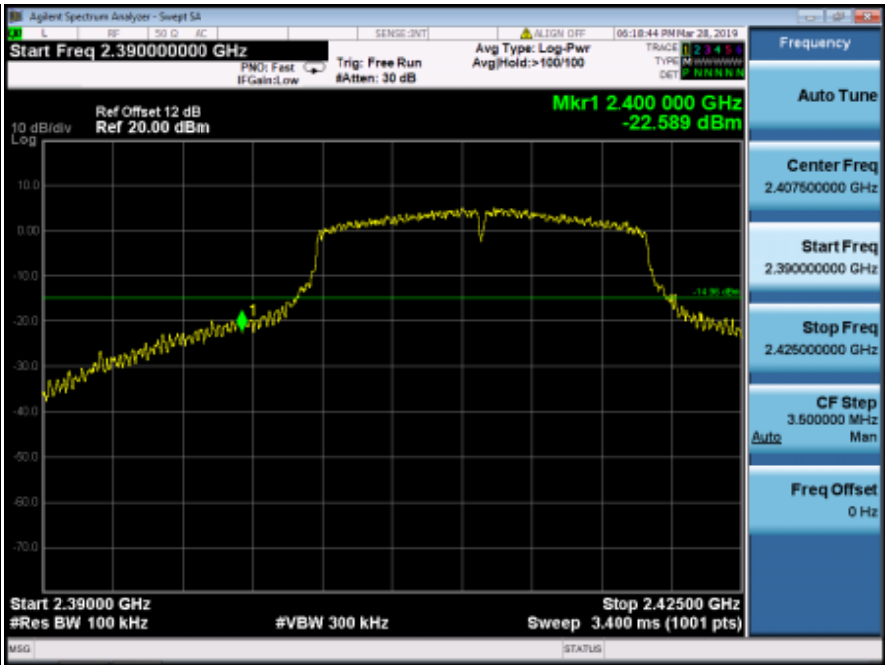 Agilent Spectrum Analyzer - Swept SA
L RF 50 Ω AC SENSE:INT ALIGN OFF 06:18:44 PM Mar 28, 2019
Start Freq 2.390000000 GHz
PNO: Fast
IFGain:Low
Trig: Free Run
#Atten: 30 dB
Avg Type: Log-Pwr
Avg|Hold:>100/100
TRACE 1 2 3 4 5 6
TYPE M W W W W W
DET P N N N N N
Ref Offset 12 dB
Ref 20.00 dBm
10 dB/div
Log
Mkr1 2.400 000 GHz
-22.589 dBm
10.0
0.00
-10.0
-20.0
-30.0
-40.0
-50.0
-60.0
-70.0
1
Start 2.39000 GHz
Stop 2.42500 GHz
#Res BW 100 kHz
#VBW 300 kHz
Sweep 3.400 ms (1001 pts)
MSG
STATUS
Frequency
Auto Tune
Center Freq
2.407500000 GHz
Start Freq
2.390000000 GHz
Stop Freq
2.425000000 GHz
CF Step
3.500000 MHz
Auto Man
Freq Offset
0 Hz